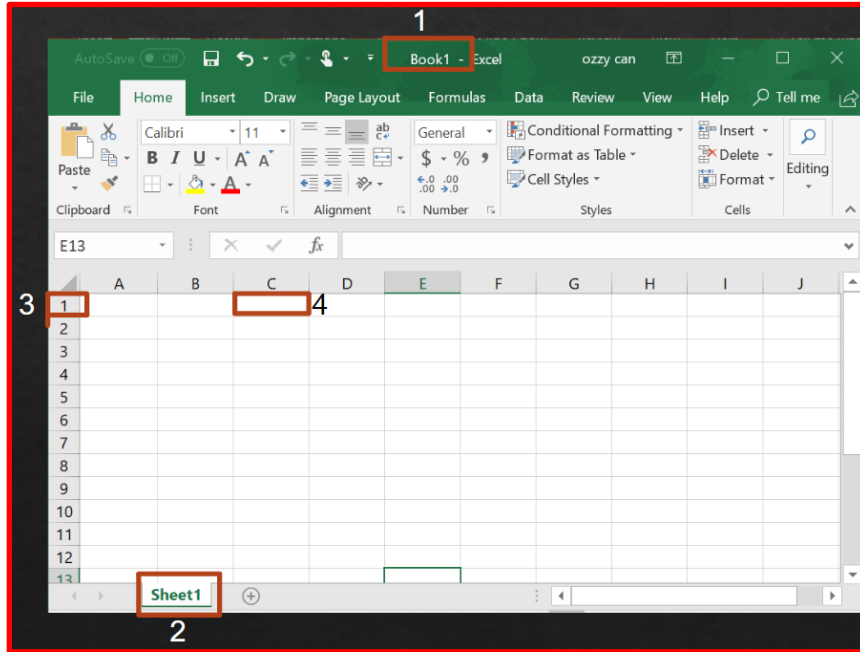 1
AutoSave Off Book1 - Excel ozzy can
File Home Insert Draw Page Layout Formulas Data Review View Help Tell me
Calibri 11 ab General Conditional Formatting Insert
Paste B I U A A $ % , Format as Table Delete Editing
A .0 .00 .00 .0 Cell Styles Format
Clipboard Font Alignment Number Styles Cells
E13 fx
A B C D E F G H I J
3 1 4
2
3
4
5
6
7
8
9
10
11
12
13
Sheet1
2